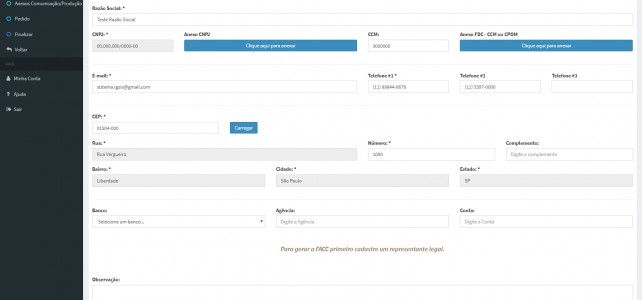 Anexos Comunicação/Produção
Pedido
Finalizar
Voltar
MAIS
Minha Conta
Ajuda
Sair
Razão Social: *
Teste Razão Social
CNPJ: *
Anexo CNPJ
CCM:
Anexo FDC - CCM ou CPOM
00.000.000/0000-00
Clique aqui para anexar
0000000
Clique aqui para anexar
E-mail: *
Telefone #1 *
Telefone #2
Telefone #3
sistema.igsis@gmail.com
(11) 3397-0000
CEP: *
01504-000
Carregar
Rua: *
Número: *
Complemento:
Rua Vergueiro
1000
Digite o complemento
Bairro: *
Cidade: *
Estado: *
Liberdade
São Paulo
SP
Banco:
Agência:
Conta:
Selecione um banco...
Digite a Agência
Digite a Conta
Para gerar a FACC primeiro cadastre um representante legal.
Observação: